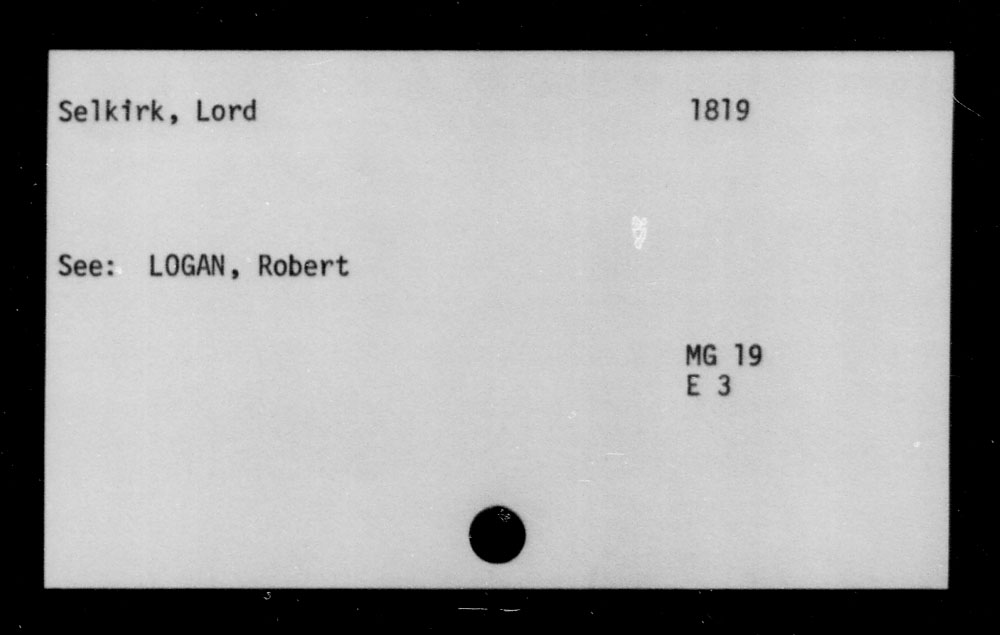 Selkirk, Lord 1819
See: LOGAN, Robert
MG 19
E 3